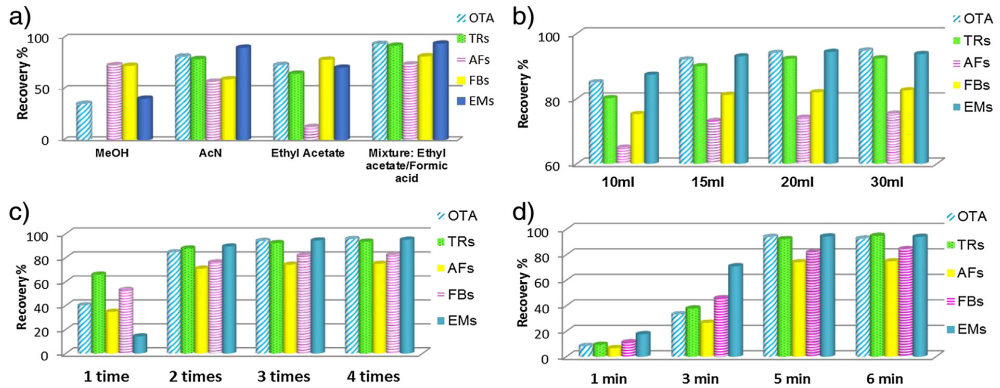 a)
Recovery %
100
50
0
MeOH
AcN
Ethyl Acetate
Mixture: Ethyl
acetate/Formic
acid
OTA
TRs
AFs
FBs
EMs
b)
Recovery %
100
80
60
10ml
15ml
20ml
30ml
OTA
TRs
AFs
FBs
EMs
c)
Recovery %
100
80
60
40
20
0
1 time
2 times
3 times
4 times
OTA
TRs
AFs
FBs
EMs
d)
Recovery %
100
80
60
40
20
0
1 min
3 min
5 min
6 min
OTA
TRs
AFs
FBs
EMs